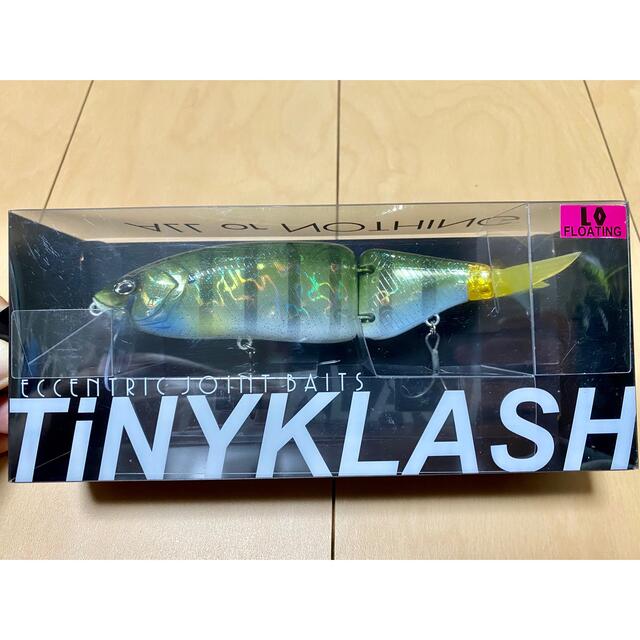 ALL or NOTHING
LO
FLOATING
ECCENTRIC JOINT BAITS
TiNYKLASH